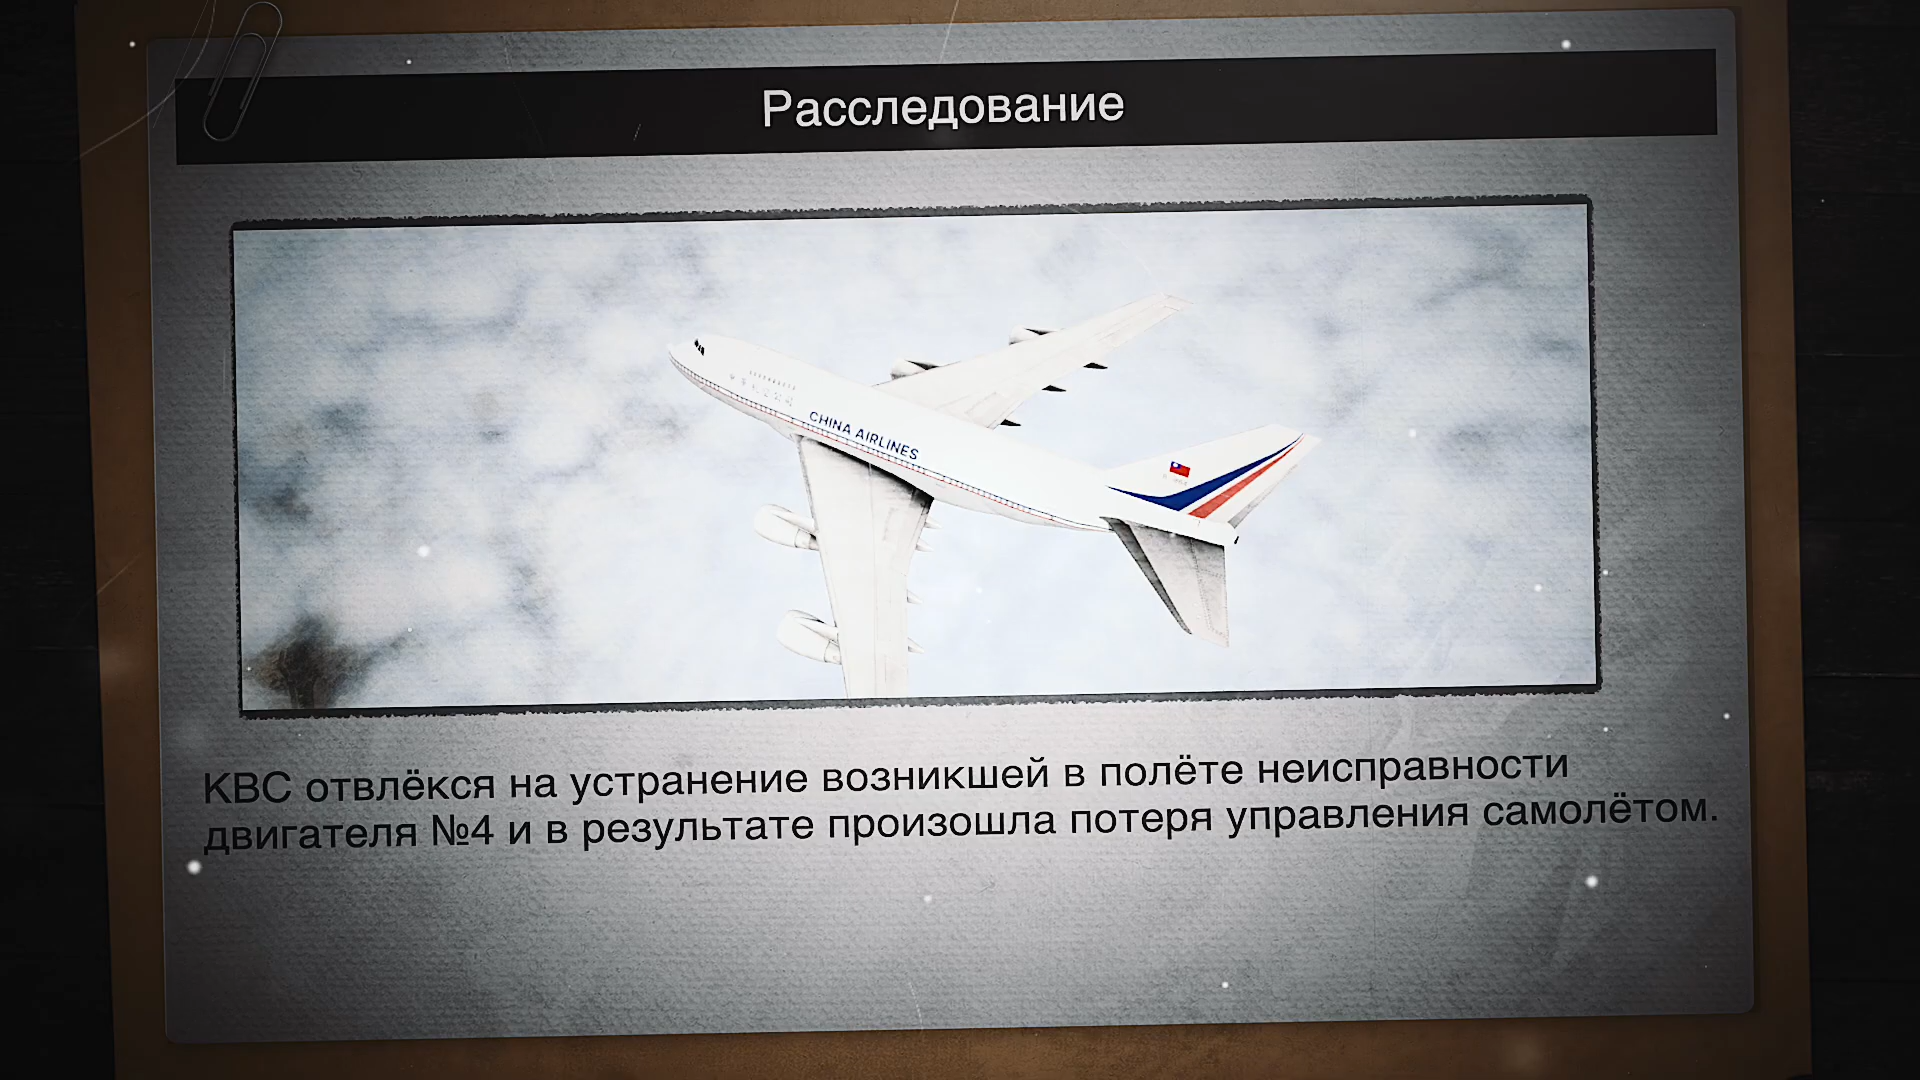 Расследование
CHINA AIRLINES
КВС отвлёкся на устранение возникшей в полёте неисправности
двигателя №4 и в результате произошла потеря управления самолётом.